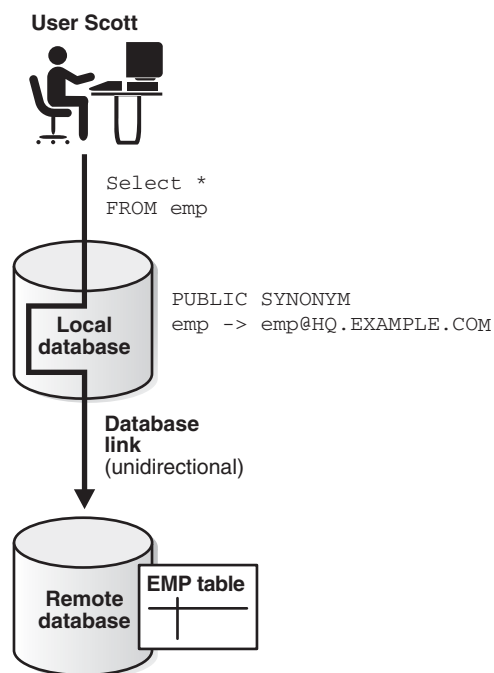 User Scott
Select *
FROM emp
PUBLIC SYNONYM
emp -> emp@HQ.EXAMPLE.COM
Local
database
Database
link
(unidirectional)
EMP table
Remote
database